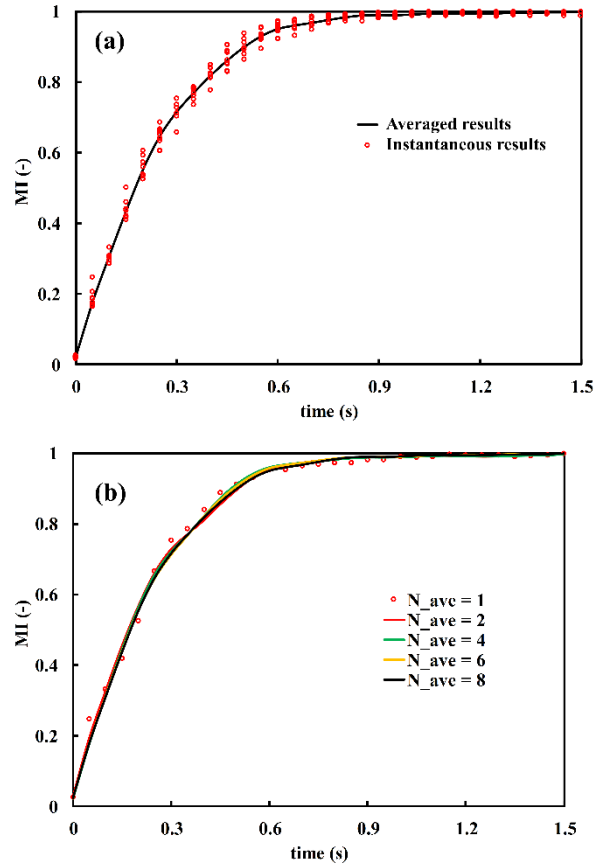 (a)
1
0.8
0.6
0.4
0.2
0
MI (-)
Averaged results
Instantaneous results
0 0.3 0.6 0.9 1.2 1.5
time (s)
(b)
1
0.8
0.6
0.4
0.2
0
MI (-)
N_ave = 1
N_ave = 2
N_ave = 4
N_ave = 6
N_ave = 8
0 0.3 0.6 0.9 1.2 1.5
time (s)